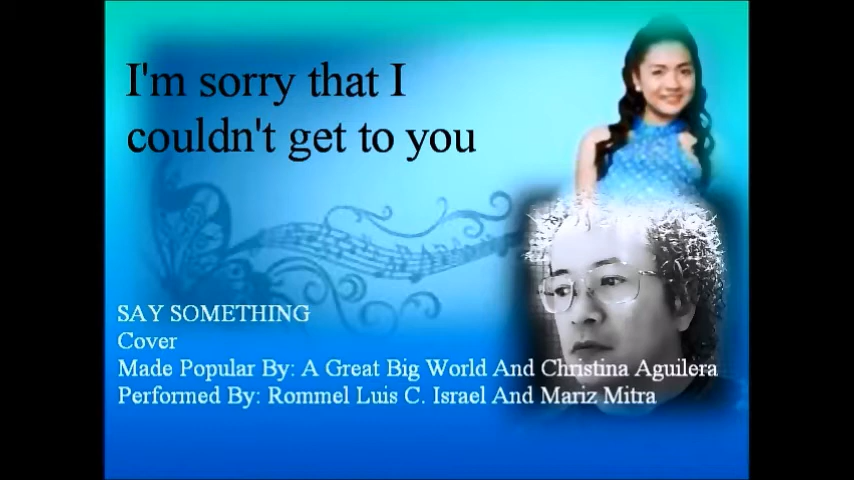 I'm sorry that I
couldn't get to you
SAY SOMETHING
Cover
Made Popular By: A Great Big World And Christina Aguilera
Performed By: Rommel Luis C. Israel And Mariz Mitra